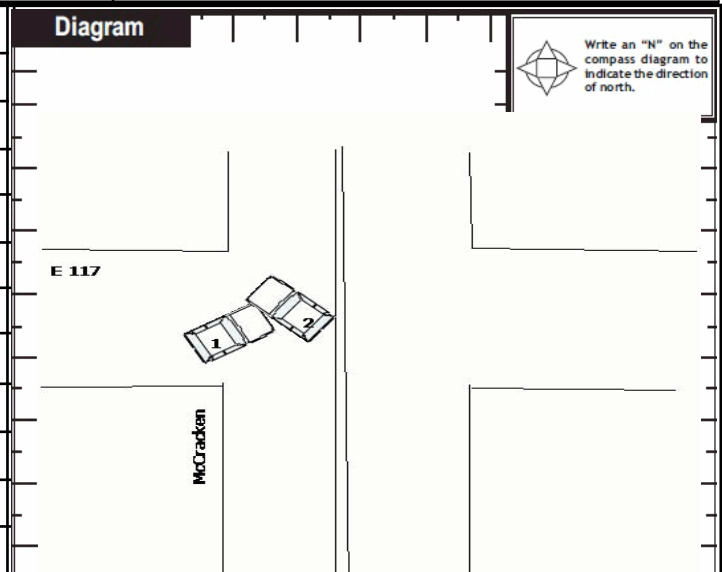 Diagram
Write an "N" on the
compass diagram to
indicate the direction
of north.
E 117
2
1
McCracken